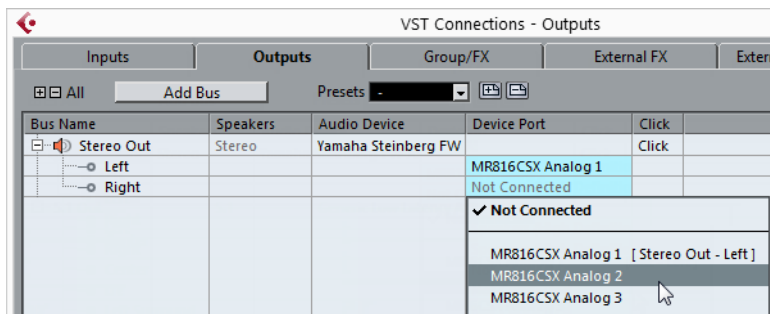 VST Connections - Outputs
Inputs Outputs Group/FX External FX Exter
All Add Bus Presets -
Bus Name Speakers Audio Device Device Port Click
Stereo Out Stereo Yamaha Steinberg FW Click
Left MR816CSX Analog 1
Right Not Connected
✓ Not Connected
MR816CSX Analog 1 [ Stereo Out - Left ]
MR816CSX Analog 2
MR816CSX Analog 3